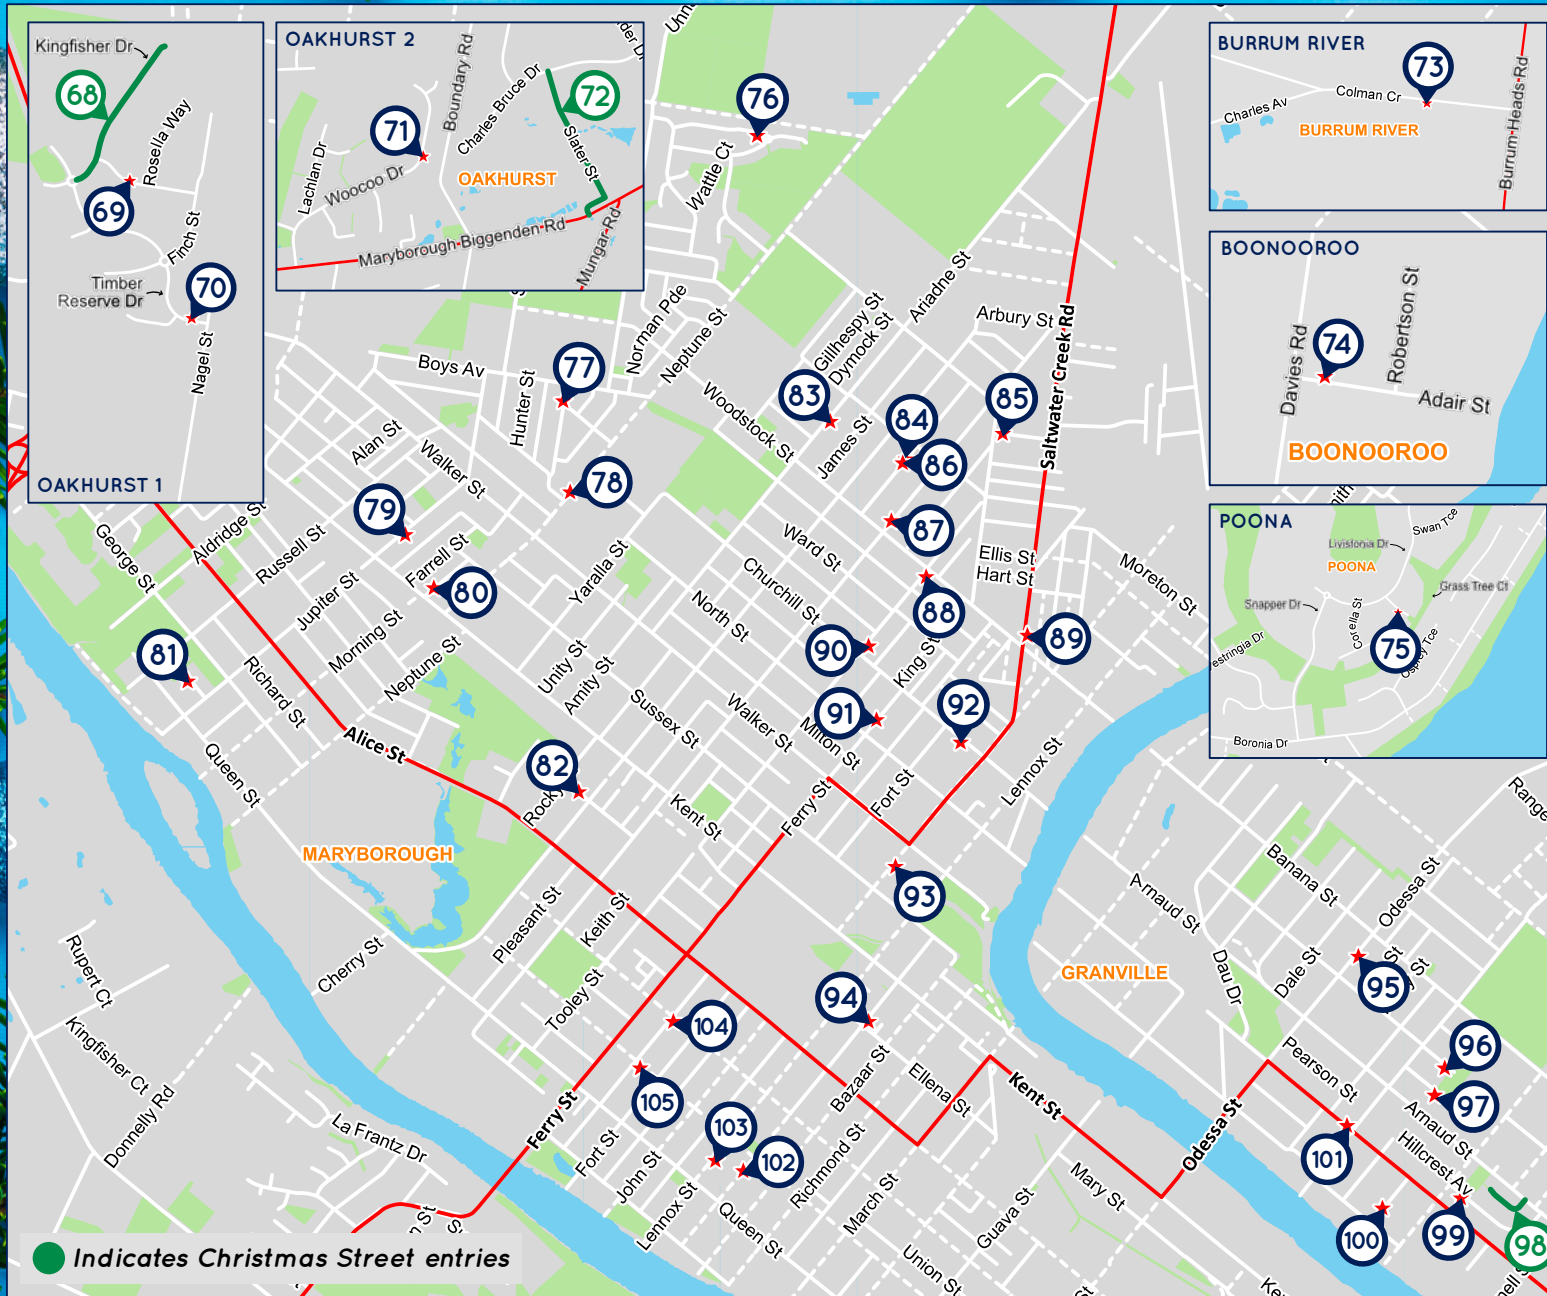 Kingfisher Dr
68
Rosella Way
69
Finch St
Timber
Reserve Dr
70
Nagel St
OAKHURST 1
OAKHURST 2
Boundary Rd
Charles Bruce Dr
72
71
Slater St
Lachlan Dr
Woocoo Dr
OAKHURST
Maryborough-Biggenden Rd
Mungar Rd
BURRUM RIVER
73
Colman Cr
Charles Av
BURRUM RIVER
Burrum-Heads-Rd
BOONOOROO
Robertson St
74
Davies Rd
Adair St
BOONOOROO
POONA
Swan Tce
Livistonia Dr
POONA
Grass Tree Ct
Snapper Dr
Corella St
75
Osprey Tce
estringia Dr
Boronia Dr
76
Wattle Ct
Ariadne St
Norman Pde
Neptune St
Gillhespy St
Dymock St
Arbury St
Saltwater Creek Rd
Boys Av
77
Hunter St
Woodstock St
83
James St
84
85
86
Alan St
Walker St
78
79
87
George St
Aldridge St
Russell St
Farrell St
80
Jupiter St
Yaralla St
Ward St
Churchill St
North St
Ellis St
Hart St
Moreton St
88
89
90
King St
81
Morning St
Neptune St
Richard St
Unity St
Amity St
Sussex St
Walker St
91
92
Milton St
Alice St
Queen St
82
Rocky
Kent St
Ferry St
Fort St
Lennox St
MARYBOROUGH
93
Range
Banana St
Odessa St
Arnaud St
Pleasant St
Keith St
Cherry St
Rupert Ct
GRANVILLE
Dau Dr
Dale St
St
St
95
Tooley St
104
94
Kingfisher Ct
Donnelly Rd
La Frantz Dr
105
Ferry St
Bazaar St
Ellena St
Kent St
Pearson St
96
97
Arnaud St
Hillcrest Av
Odessa St
101
103
102
Fort St
John St
Lennox St
Queen St
Richmond St
March St
Guava St
Mary St
Union St
100
99
98
Indicates Christmas Street entries